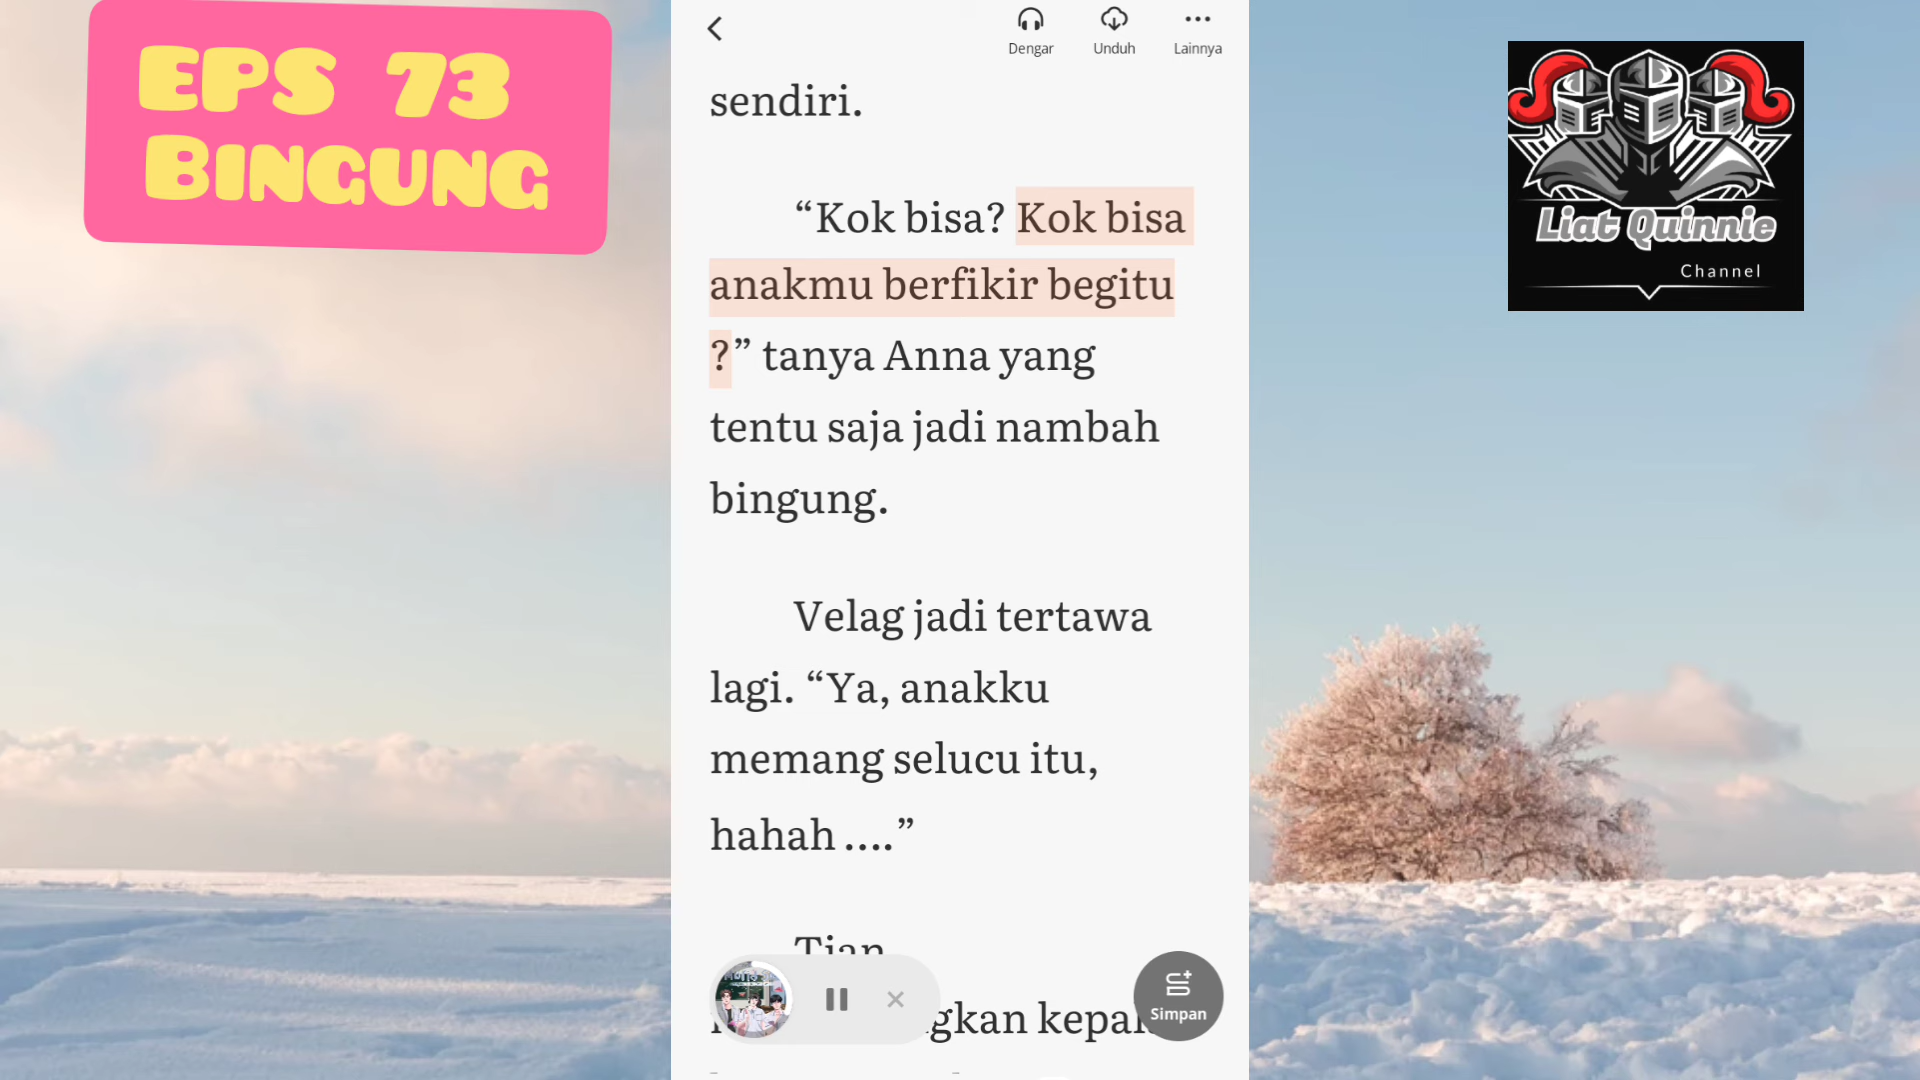 EPS 73
BINGUNG
Dengar
Unduh
Lainnya
sendiri.
“Kok bisa? Kok bisa
anakmu berfikir begitu
?” tanya Anna yang
tentu saja jadi nambah
bingung.
Velag jadi tertawa
lagi. “Ya, anakku
memang selucu itu,
hahah ....”
Tian
Simpan
Liat Quinnie
Channel